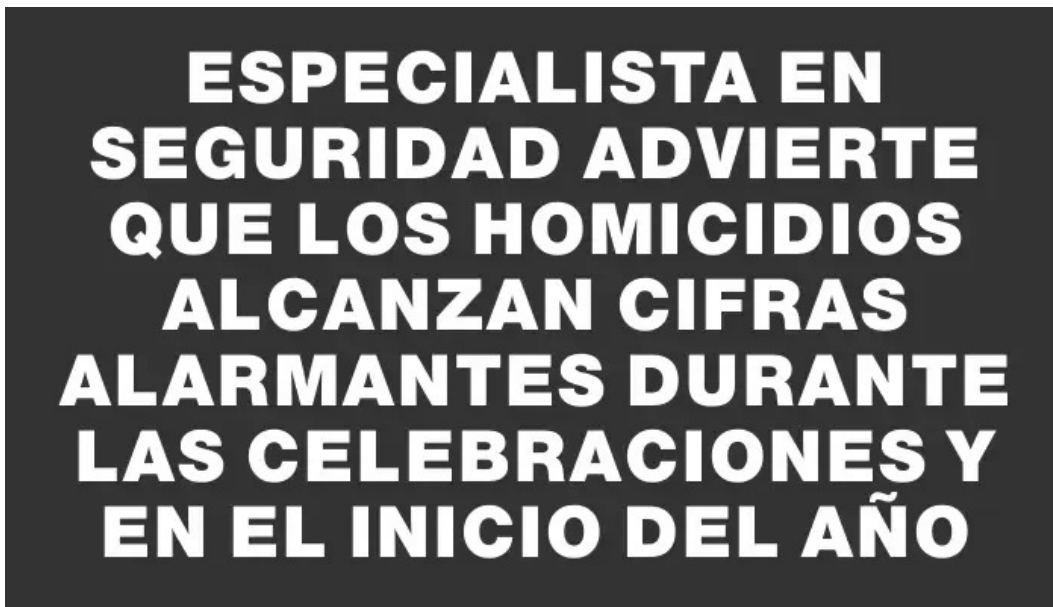 ESPECIALISTA EN
SEGURIDAD ADVIERTE
QUE LOS HOMICIDIOS
ALCANZAN CIFRAS
ALARMANTES DURANTE
LAS CELEBRACIONES Y
EN EL INICIO DEL AÑO